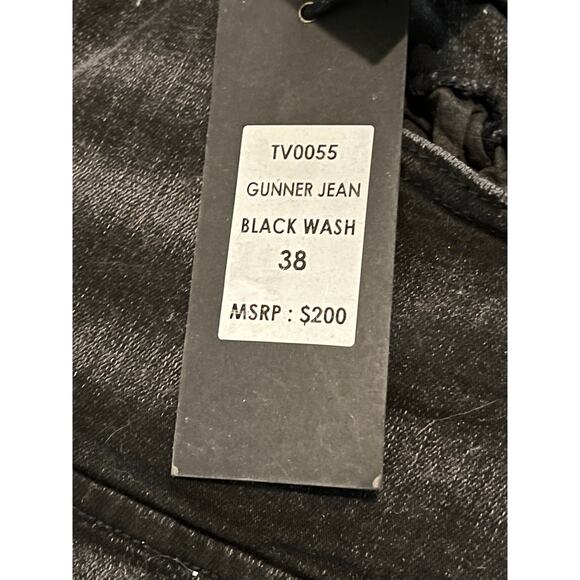 TV0055
GUNNER JEAN
BLACK WASH
38
MSRP : $200